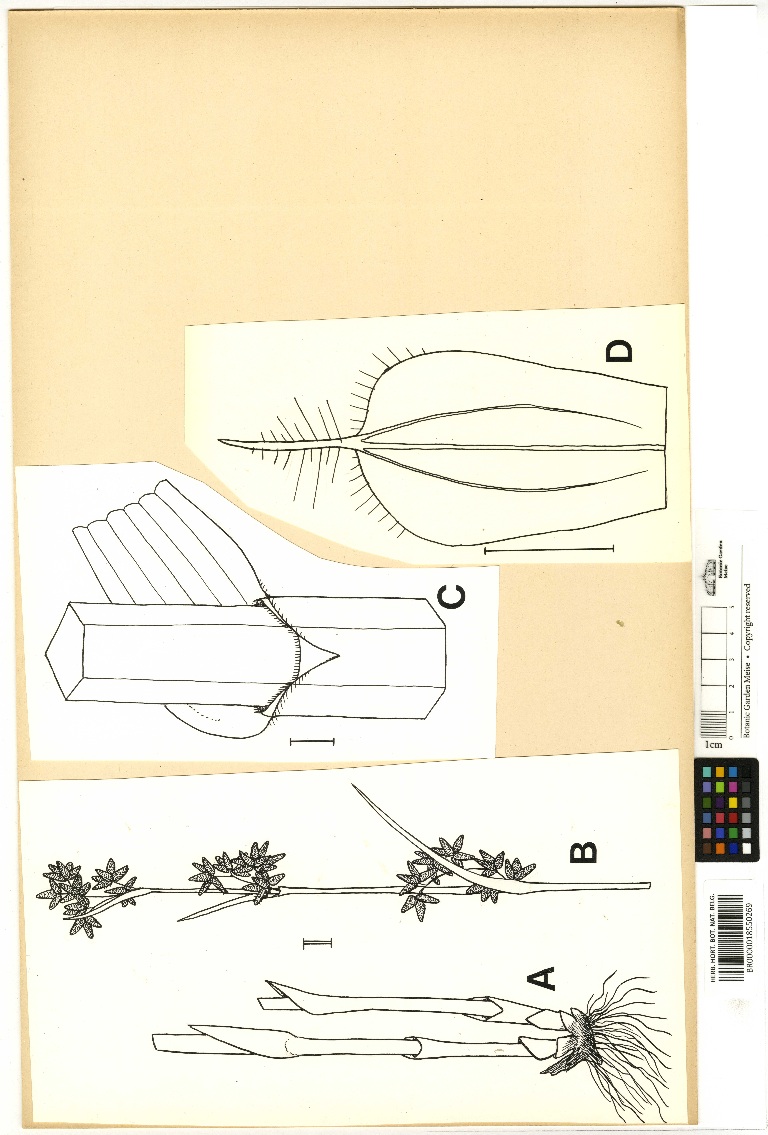 D
C
B
A
Botanic Garden
Meise
0 1 2 3 4 5
1cm
Botanic Garden Meise • Copyright reserved
HERB. HORT. BOT. NAT. BELG.
BR0000018550269